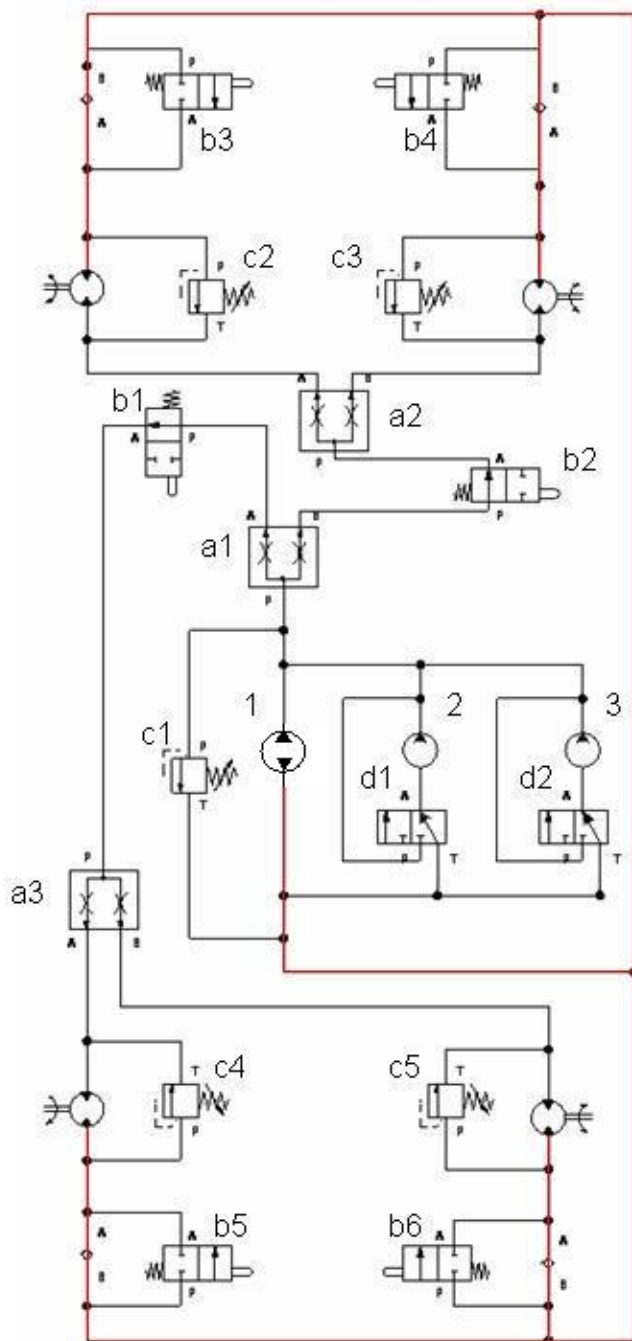 P P
B B
A A
A A
b3 b4
c2 c3
P P
T T
A B
b1 a2
A P P A b2
P
A B
a1
P
1 2 3
c1 P
d1 d2
A A
T
P T P T
P
a3
A B
c4 T T c5
P P
b5 b6
A A A A
B P P B